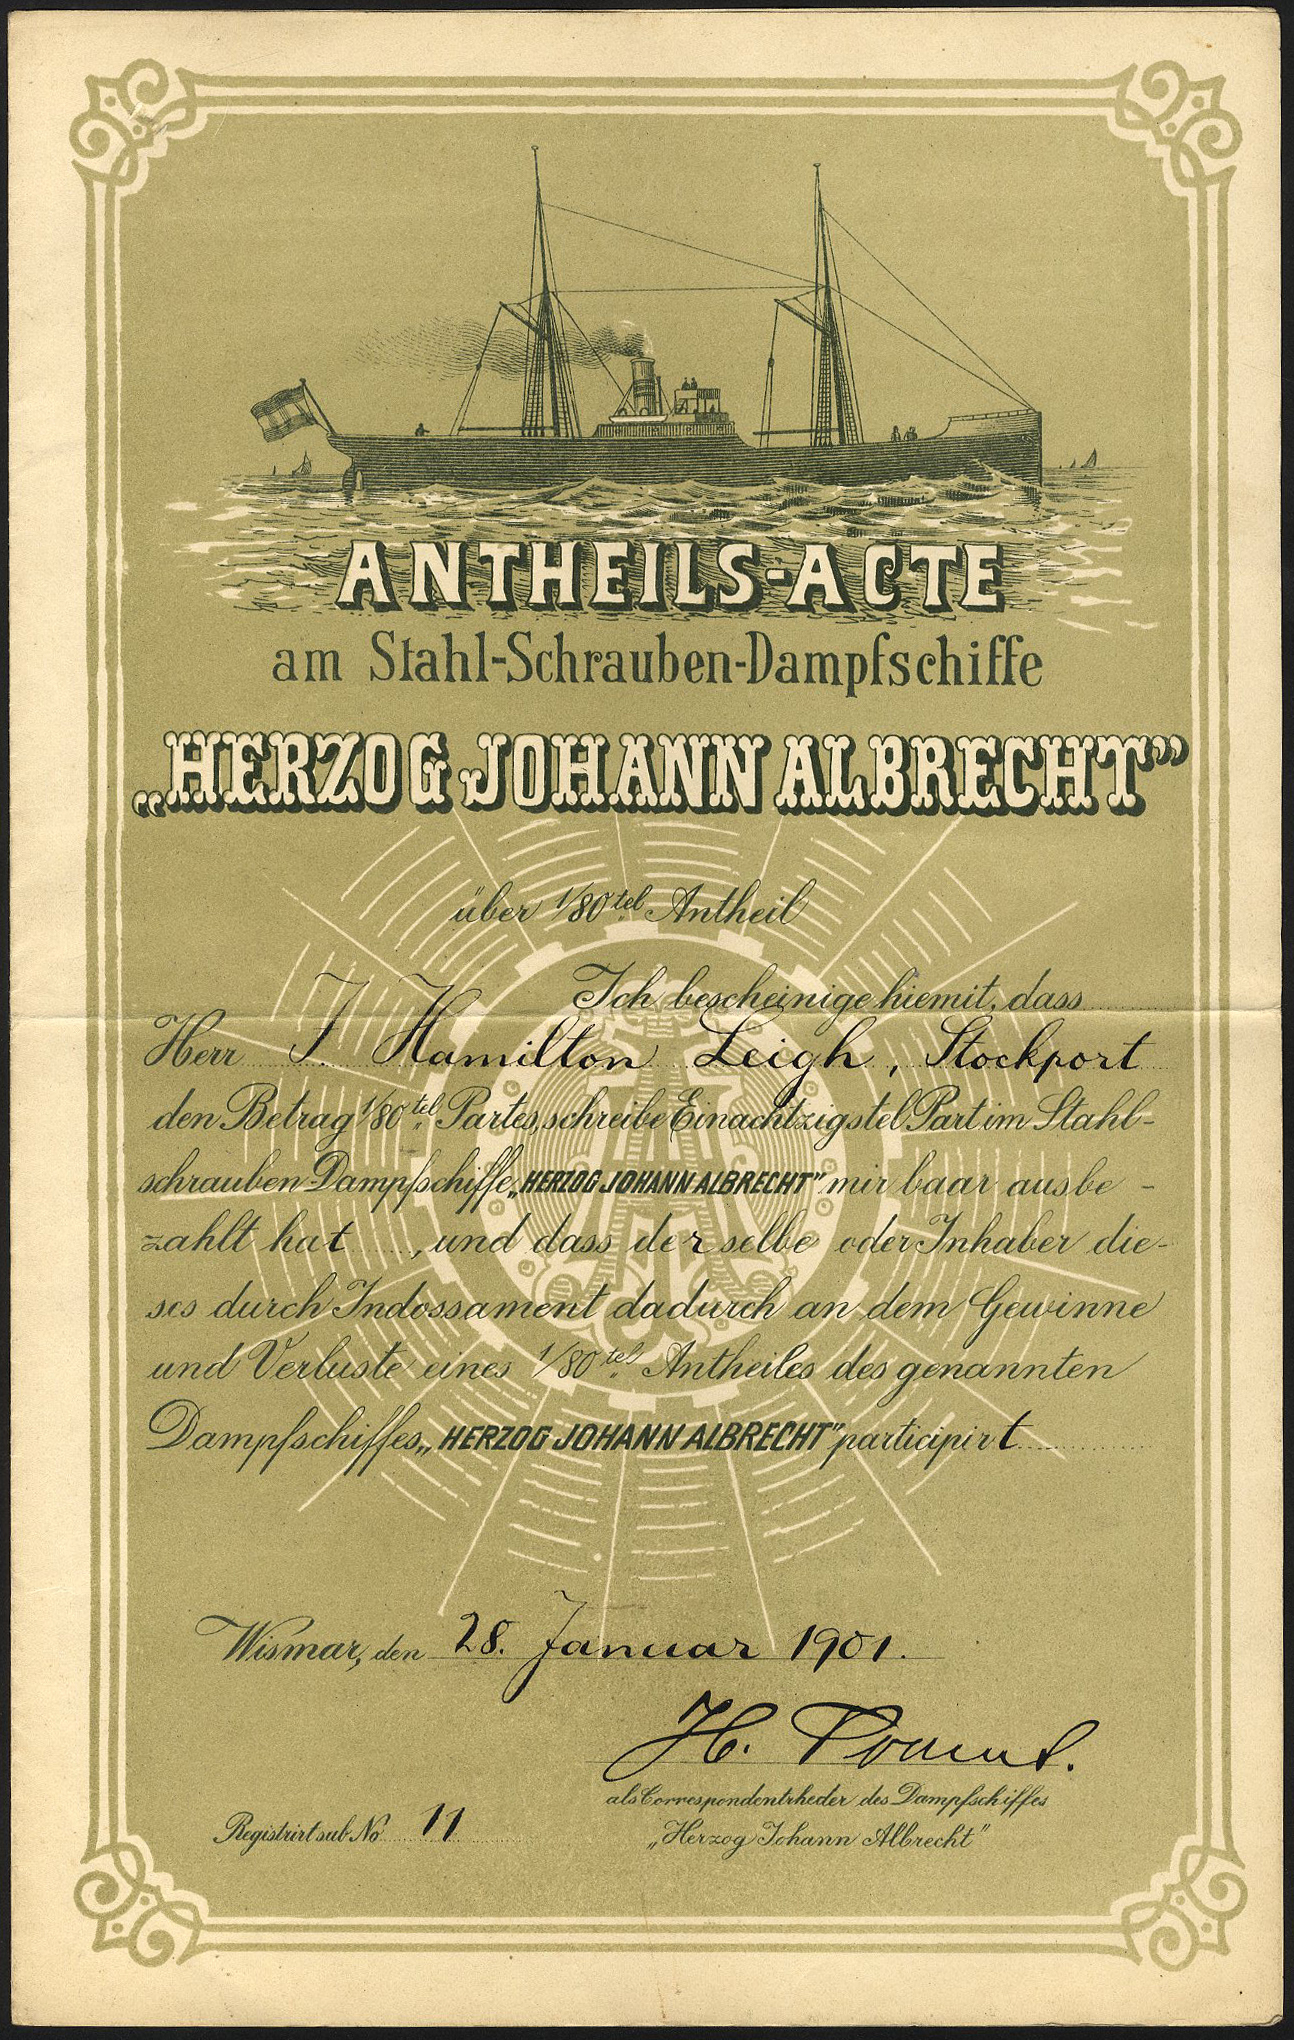 ANTHEILS-ACTE
am Stahl-Schrauben-Dampfschiffe
„HERZOG JOHANN ALBRECHT”
über 1/80tel Antheil
Ich bescheinige hiemit, dass
Herr J Hamilton Leigh, Stockport
den Betrag 1/80tel Partes, schreibe Einachtzigstel Part im Stahl-
schrauben-Dampfschiffe „HERZOG JOHANN ALBRECHT” mir baar ausbe-
zahlt hat, und dass derselbe oder Inhaber die-
ses durch Indossament dadurch an dem Gewinne
und Verluste eines 1/80tel Antheiles des genannten
Dampfschiffes „HERZOG JOHANN ALBRECHT” participirt
Wismar, den 28. Januar 1901.
H.
als Correspondentrheder des Dampfschiffes
„Herzog Johann Albrecht”
Registrirt sub No 11